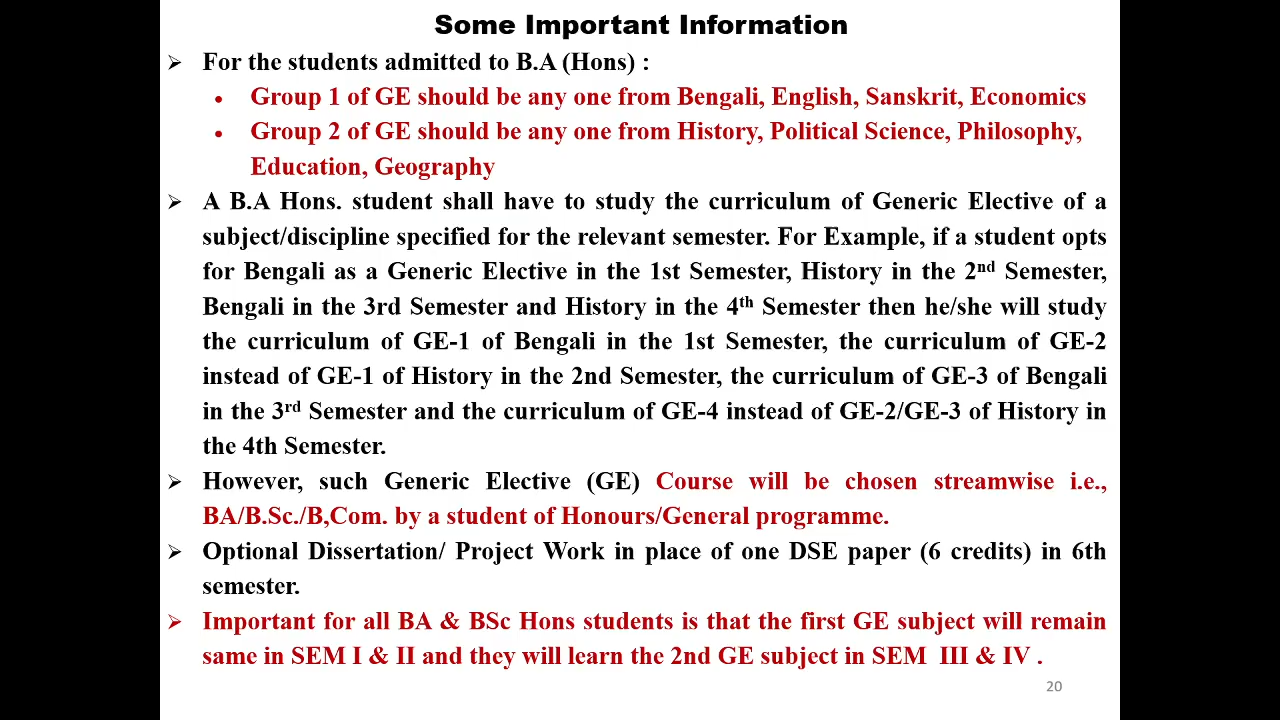 Some Important Information
➢ For the students admitted to B.A (Hons) :
• Group 1 of GE should be any one from Bengali, English, Sanskrit, Economics
• Group 2 of GE should be any one from History, Political Science, Philosophy,
Education, Geography
➢ A B.A Hons. student shall have to study the curriculum of Generic Elective of a
subject/discipline specified for the relevant semester. For Example, if a student opts
for Bengali as a Generic Elective in the 1st Semester, History in the 2nd Semester,
Bengali in the 3rd Semester and History in the 4th Semester then he/she will study
the curriculum of GE-1 of Bengali in the 1st Semester, the curriculum of GE-2
instead of GE-1 of History in the 2nd Semester, the curriculum of GE-3 of Bengali
in the 3rd Semester and the curriculum of GE-4 instead of GE-2/GE-3 of History in
the 4th Semester.
➢ However, such Generic Elective (GE) Course will be chosen streamwise i.e.,
BA/B.Sc./B,Com. by a student of Honours/General programme.
➢ Optional Dissertation/ Project Work in place of one DSE paper (6 credits) in 6th
semester.
➢ Important for all BA & BSc Hons students is that the first GE subject will remain
same in SEM I & II and they will learn the 2nd GE subject in SEM III & IV .
20